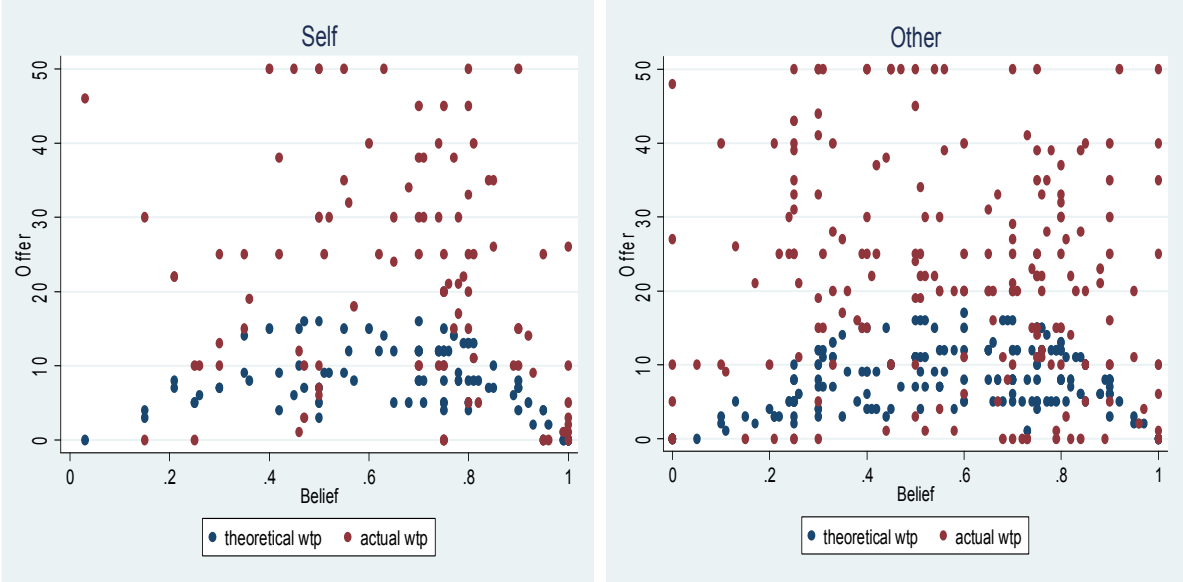 Self
50
40
30
20
10
0
Offer
0 .2 .4 .6 .8 1
Belief
theoretical wtp actual wtp
Other
50
40
30
20
10
0
Offer
0 .2 .4 .6 .8 1
Belief
theoretical wtp actual wtp